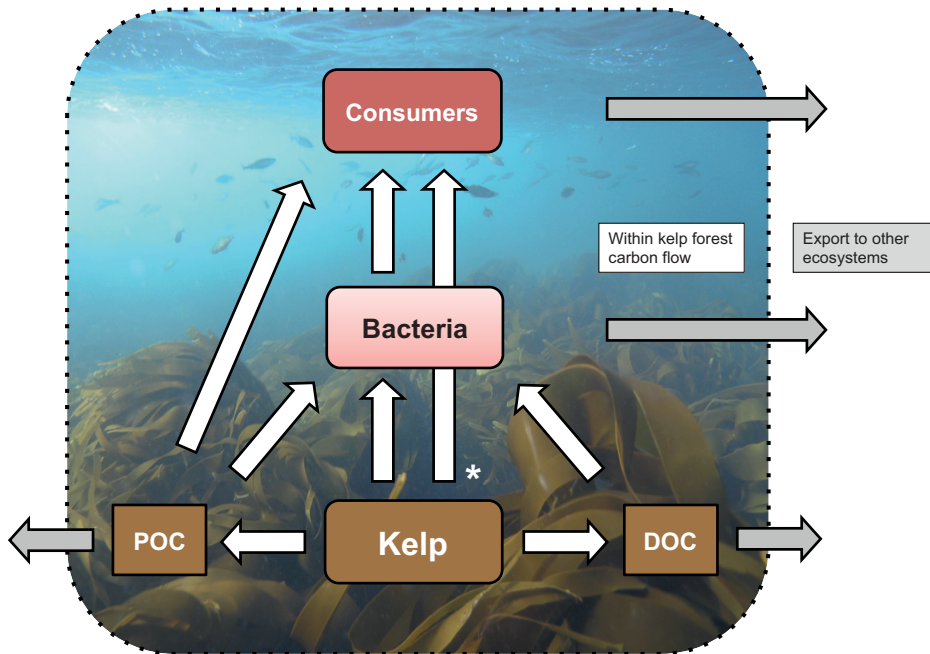 Consumers
Within kelp forest
carbon flow
Export to other
ecosystems
Bacteria
*
POC
Kelp
DOC